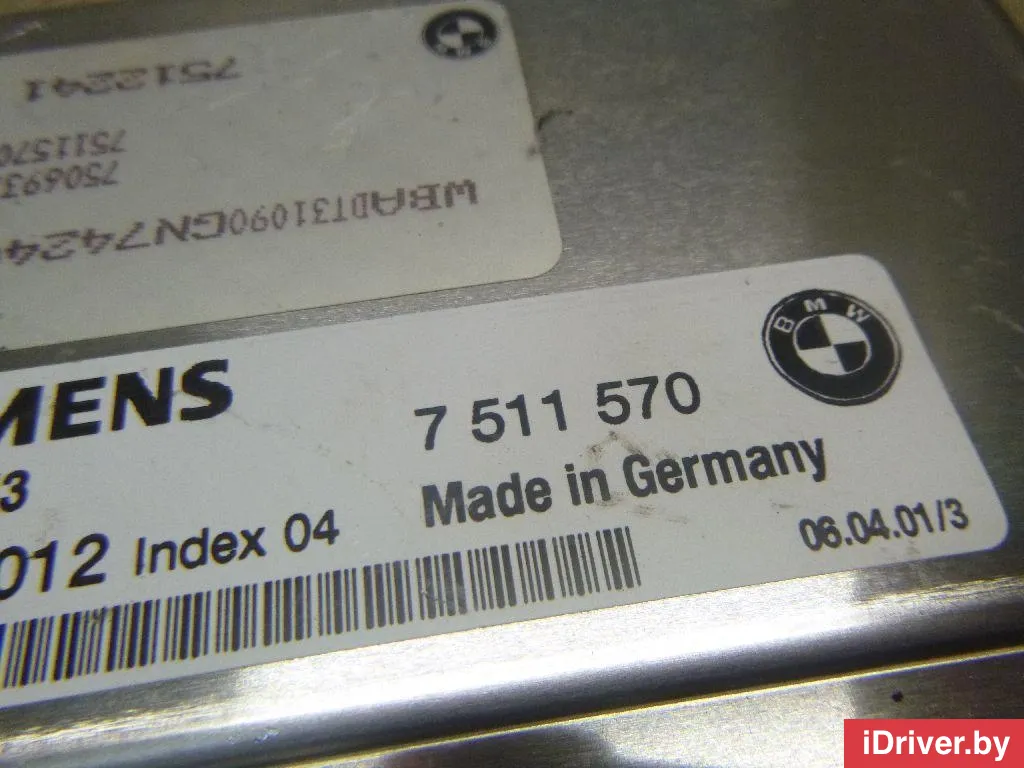 7512241
7511570
750693
WBADT31090GN7424
BMW
MENS
7 511 570
3
Made in Germany
012 Index 04
06.04.01/3
iDriver.by